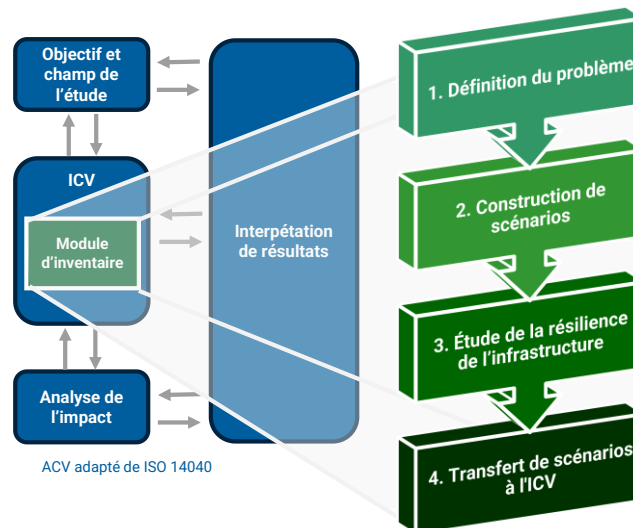 Objectif et
champ de
l'étude
ICV
Module
d'inventaire
Analyse de
l'impact
Interpétation
de résultats
ACV adapté de ISO 14040
1. Définition du problème
2. Construction de
scénarios
3. Étude de la résilience
de l'infrastructure
4. Transfert de scénarios
à l'ICV